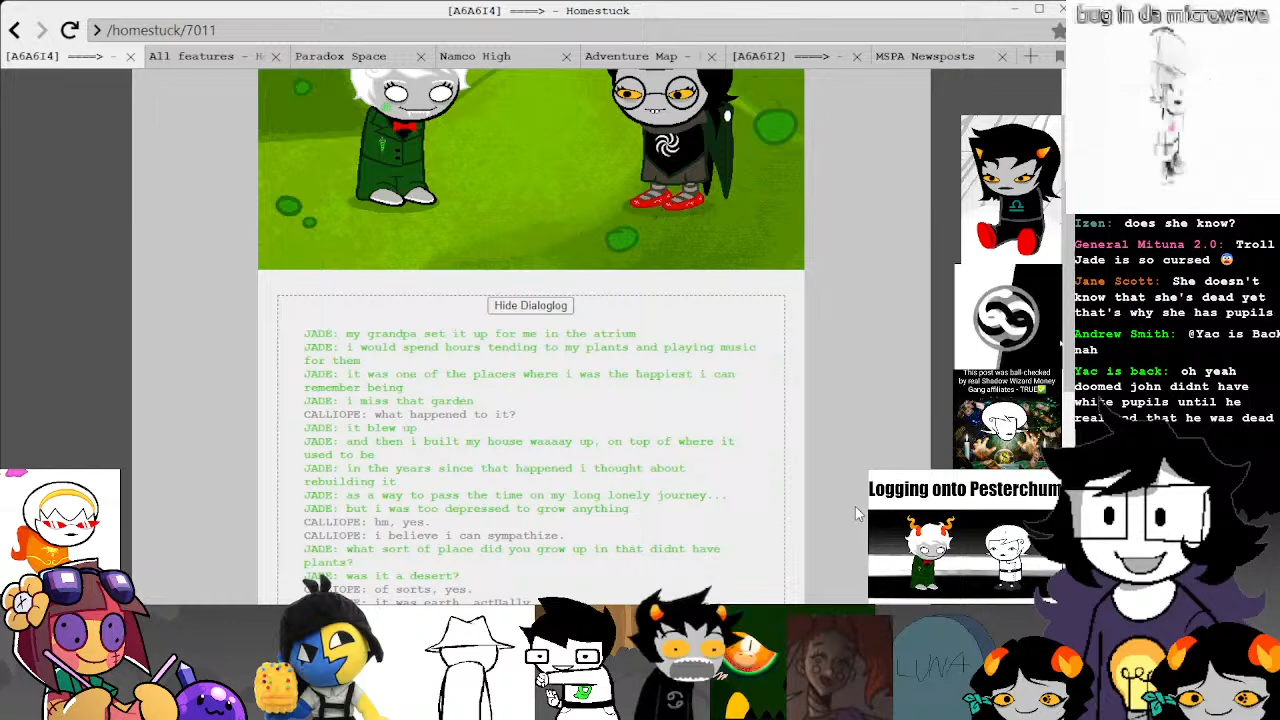 [A6A6I4] ====> - Homestuck
/homestuck/7011
[A6A6I4] ====> -
All features - H
Paradox Space
Namco High
Adventure Map -
[A6A6I2] ====> -
MSPA Newsposts
bug in da microwave
Hide Dialoglog
JADE: my grandpa set it up for me in the atrium
JADE: i would spend hours tending to my plants and playing music
for them
JADE: it was one of the places where i was the happiest i can
remember being
JADE: i miss that garden
CALLIOPE: what happened to it?
JADE: it blew up
JADE: and then i built my house waaaay up, on top of where it
used to be
JADE: in the years since that happened i thought about
rebuilding it
JADE: as a way to pass the time on my long lonely journey...
JADE: but i was too depressed to grow anything
CALLIOPE: hm, yes.
CALLIOPE: i believe i can sympathize.
JADE: what sort of place did you grow up in that didnt have
plants?
JADE: was it a desert?
OPE: of sorts, yes.
it was earth, actUally
Izen: does she know?
General Mituna 2.0: Troll
Jade is so cursed 😨
Jane Scott: She doesn't
know that she's dead yet
that's why she has pupils
Andrew Smith: @Yac is Back
nah
Yac is back: oh yeah
doomed john didnt have
white pupils until he
rea d that he was dead
This post was ball-checked
by real Shadow Wizard Money
Gang affiliates - TRUE✅
Logging onto Pesterchum
LUNA